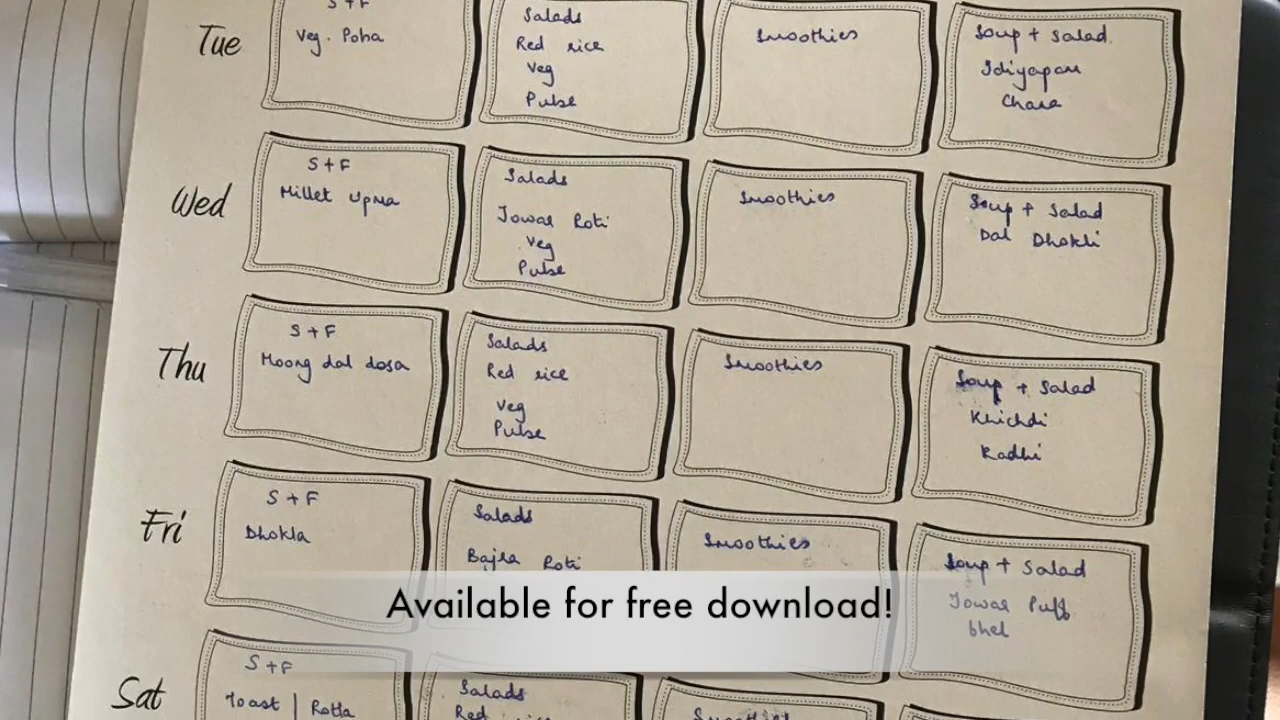 Tue
S+F
Veg. Poha
Salads
Red rice
Veg
Pulse
Smoothies
Soup + Salad
Idiyapam
Chana
Wed
S+F
Millet Upma
Salads
Jowar Roti
Veg
Pulse
Smoothies
Soup + Salad
Dal Dhokli
Thu
S+F
Moong dal dosa
Salads
Red rice
Veg
Pulse
Smoothies
Soup + Salad
Khichdi
Kadhi
Fri
S+F
Dhokla
Salads
Bajra Roti
Smoothies
Soup + Salad
Jowar Puff
bhel
Available for free download!
Sat
S+F
Toast | Rotla
Salads
Red rice
Smoothies